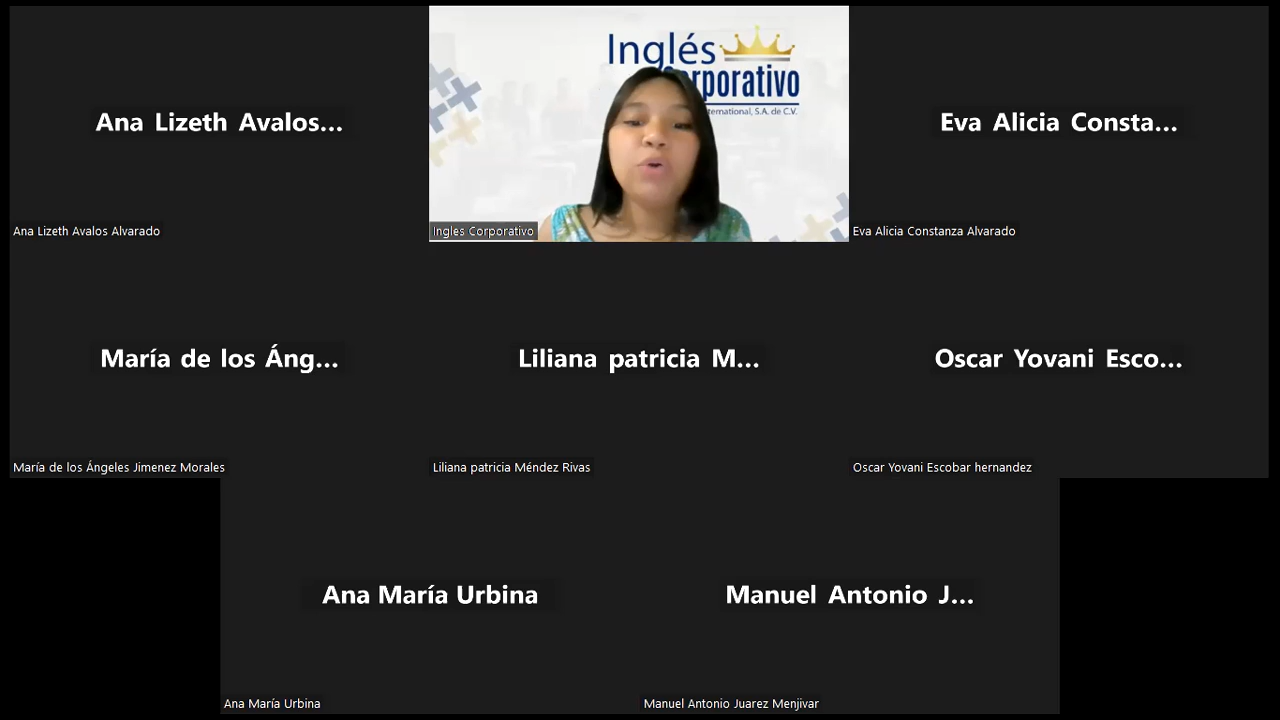 Ana Lizeth Avalos...
Ana Lizeth Avalos Alvarado
Inglés
rporativo
ternational, S.A. de C.V.
Ingles Corporativo
Eva Alicia Consta...
Eva Alicia Constanza Alvarado
María de los Áng...
María de los Ángeles Jimenez Morales
Liliana patricia M...
Liliana patricia Méndez Rivas
Oscar Yovani Esco...
Oscar Yovani Escobar hernandez
Ana María Urbina
Ana María Urbina
Manuel Antonio J...
Manuel Antonio Juarez Menjivar